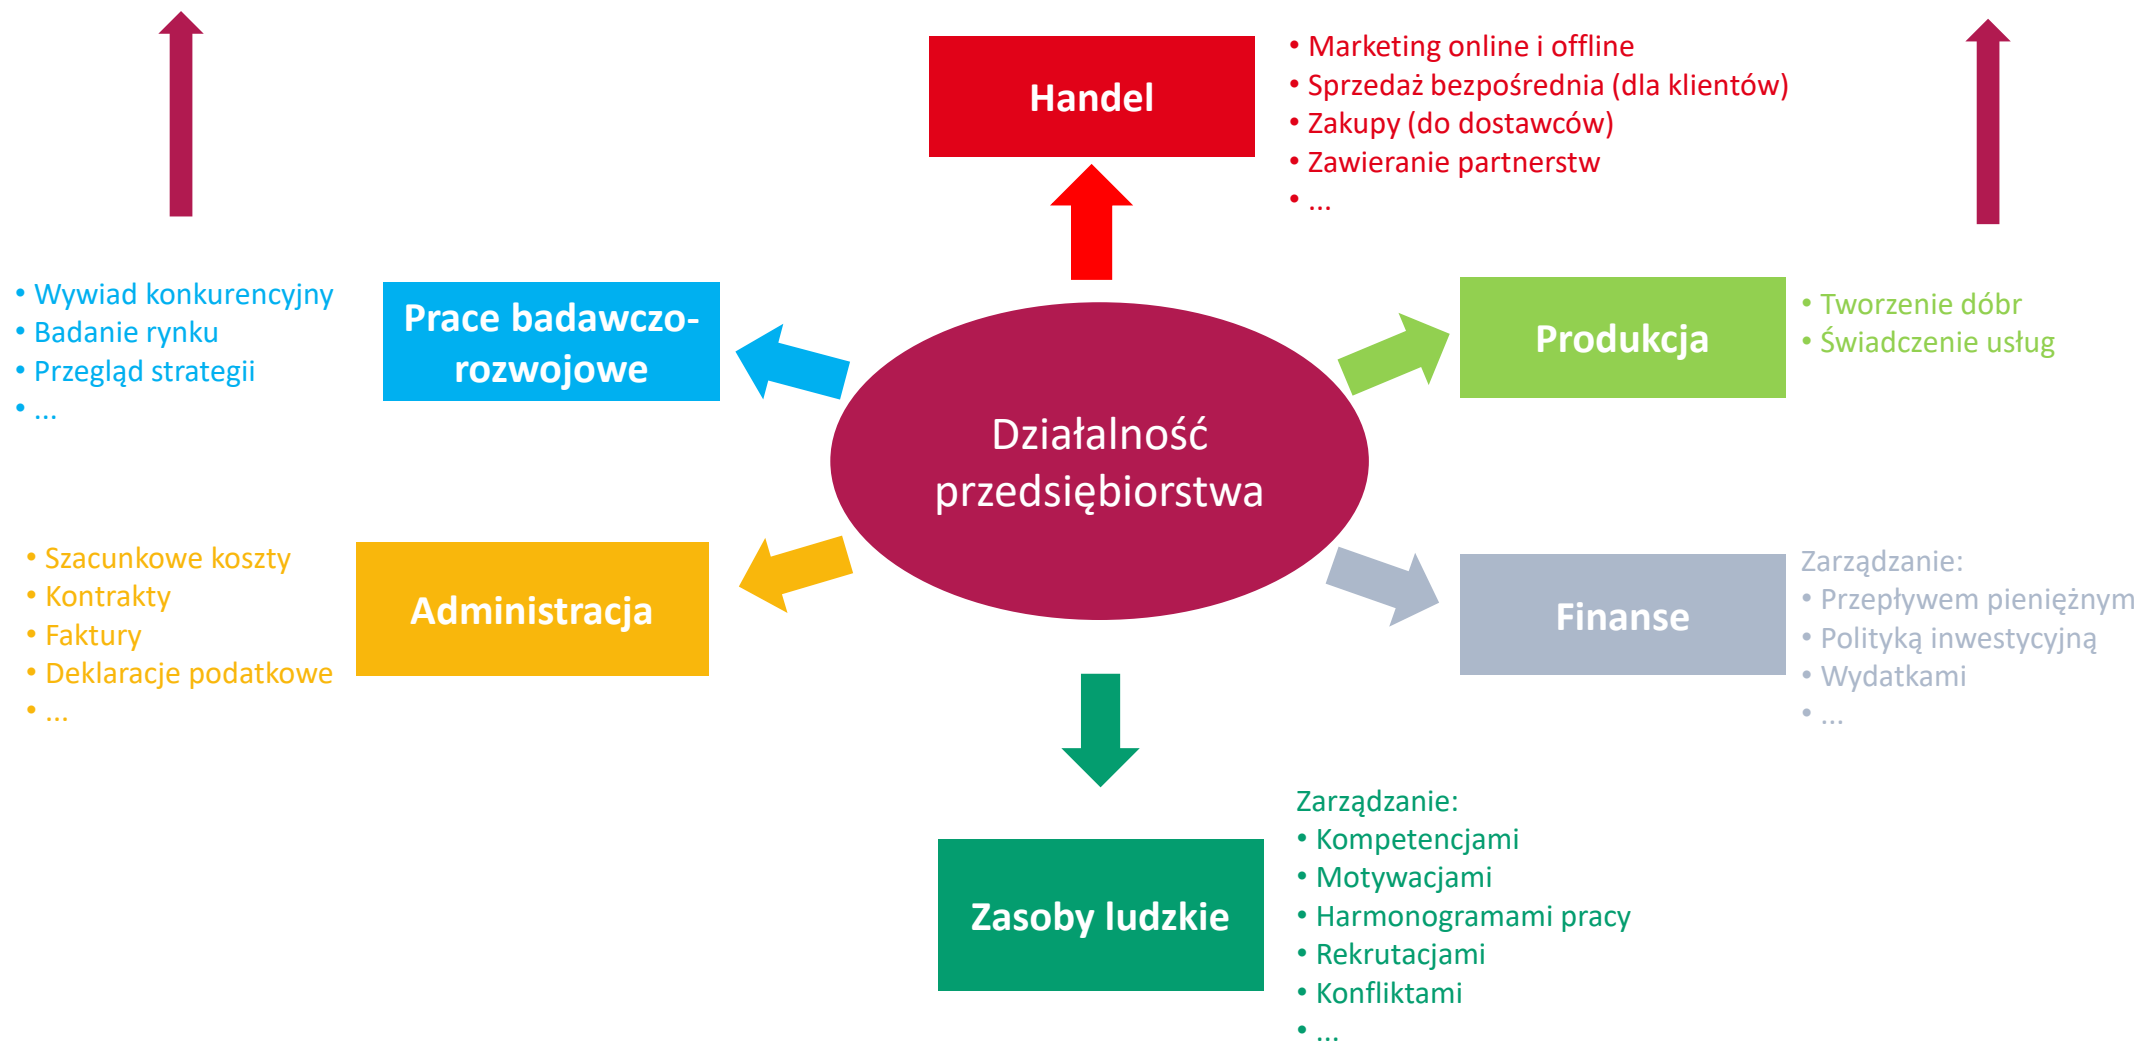 Handel
• Marketing online i offline
• Sprzedaż bezpośrednia (dla klientów)
• Zakupy (do dostawców)
• Zawieranie partnerstw
• ...
• Wywiad konkurencyjny
• Badanie rynku
• Przegląd strategii
• ...
Prace badawczo-
rozwojowe
Produkcja
• Tworzenie dóbr
• Świadczenie usług
Działalność
przedsiębiorstwa
• Szacunkowe koszty
• Kontrakty
• Faktury
• Deklaracje podatkowe
• ...
Administracja
Finanse
Zarządzanie:
• Przepływem pieniężnym
• Polityką inwestycyjną
• Wydatkami
• ...
Zasoby ludzkie
Zarządzanie:
• Kompetencjami
• Motywacjami
• Harmonogramami pracy
• Rekrutacjami
• Konfliktami
• ...